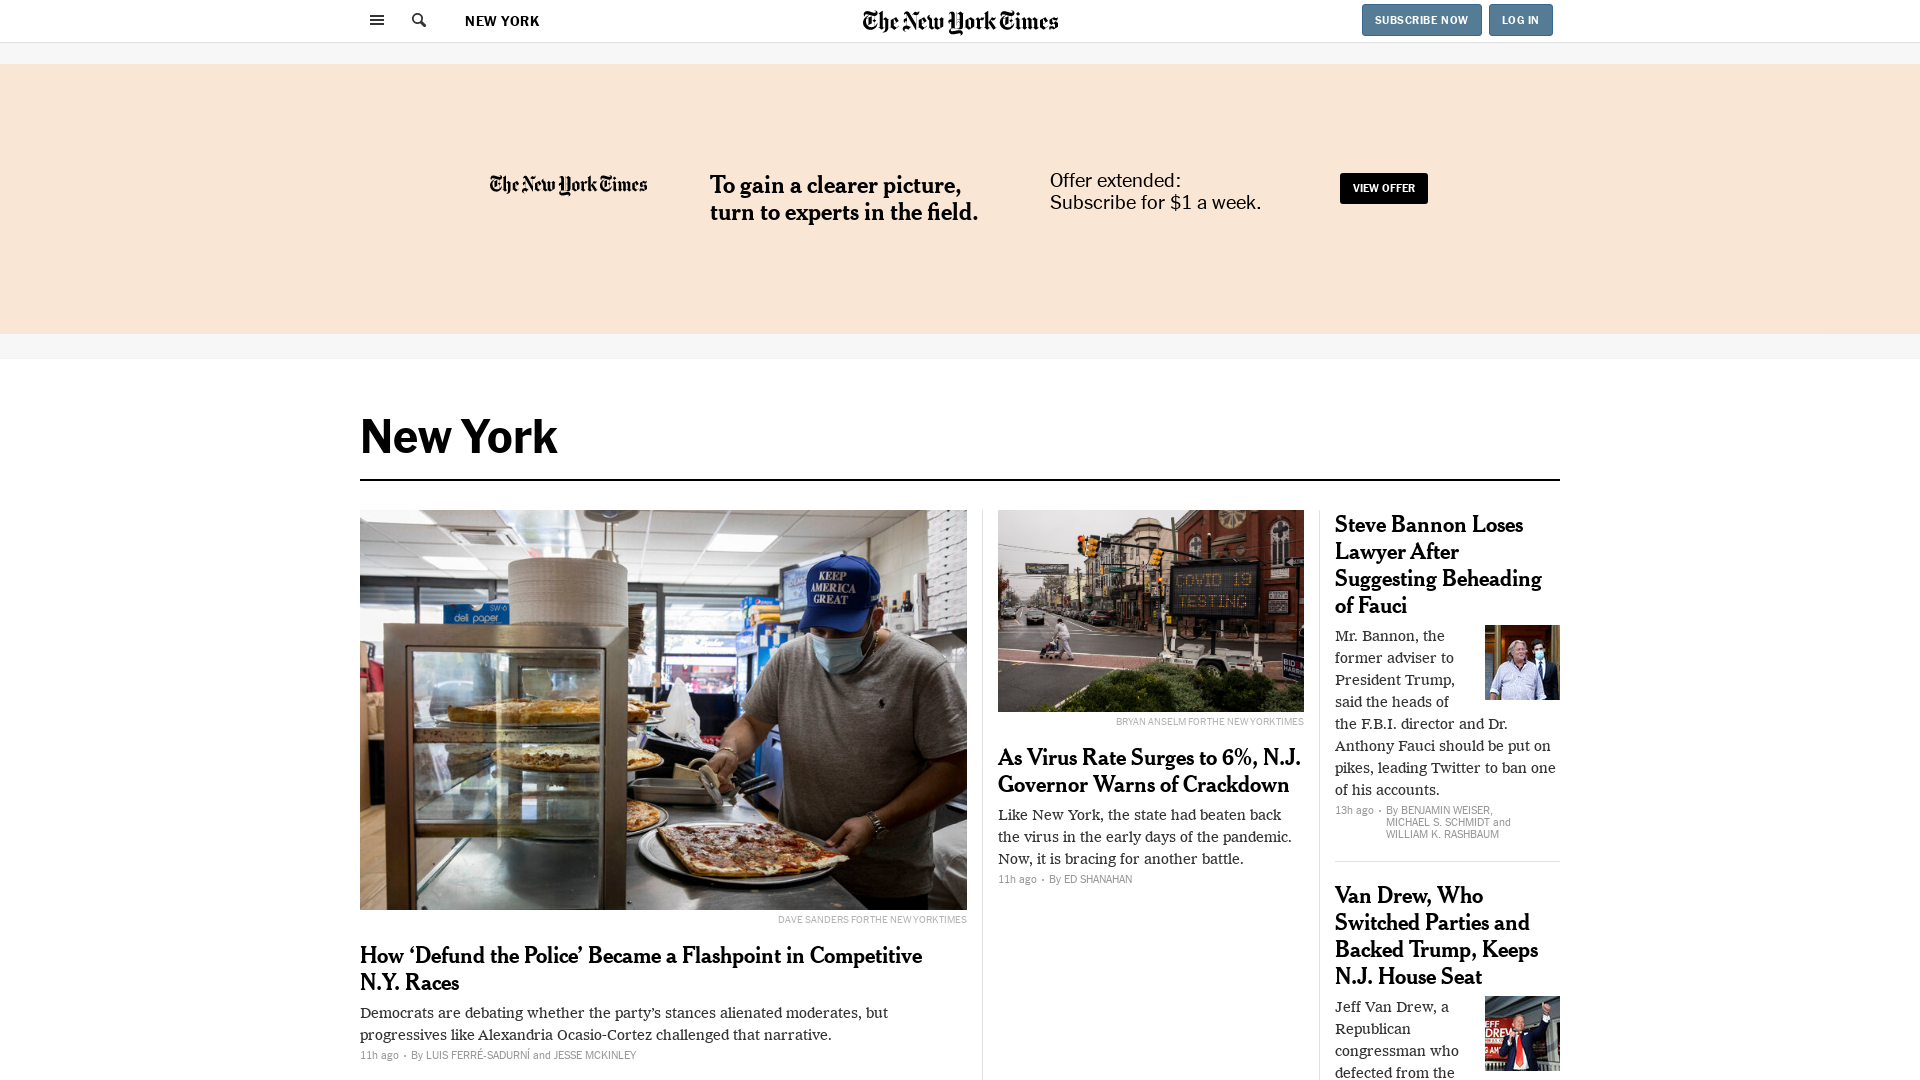 NEW YORK
The New York Times
SUBSCRIBE NOW
LOG IN
The New York Times
To gain a clearer picture,
turn to experts in the field.
Offer extended:
Subscribe for $1 a week.
VIEW OFFER
New York
KEEP
AMERICA
GREAT
SW-6
deli paper
DAVE SANDERS FOR THE NEW YORK TIMES
How ‘Defund the Police’ Became a Flashpoint in Competitive
N.Y. Races
Democrats are debating whether the party’s stances alienated moderates, but
progressives like Alexandria Ocasio-Cortez challenged that narrative.
11h ago • By LUIS FERRÉ-SADURNÍ and JESSE MCKINLEY
COVID 19
TESTING
BRYAN ANSELM FOR THE NEW YORK TIMES
As Virus Rate Surges to 6%, N.J.
Governor Warns of Crackdown
Like New York, the state had beaten back
the virus in the early days of the pandemic.
Now, it is bracing for another battle.
11h ago • By ED SHANAHAN
Steve Bannon Loses
Lawyer After
Suggesting Beheading
of Fauci
Mr. Bannon, the
former adviser to
President Trump,
said the heads of
the F.B.I. director and Dr.
Anthony Fauci should be put on
pikes, leading Twitter to ban one
of his accounts.
13h ago • By BENJAMIN WEISER,
MICHAEL S. SCHMIDT and
WILLIAM K. RASHBAUM
Van Drew, Who
Switched Parties and
Backed Trump, Keeps
N.J. House Seat
Jeff Van Drew, a
Republican
congressman who
defected from the